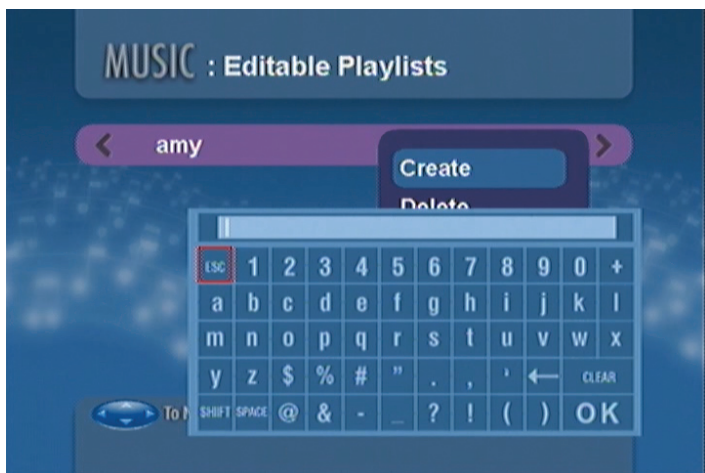 MUSIC : Editable Playlists
amy
Create
Delete
ESC 1 2 3 4 5 6 7 8 9 0 +
a b c d e f g h i j k l
m n o p q r s t u v w x
y z $ % # " . , ' ← CLEAR
To
SHIFT SPACE @ & - _ ? ! ( ) OK